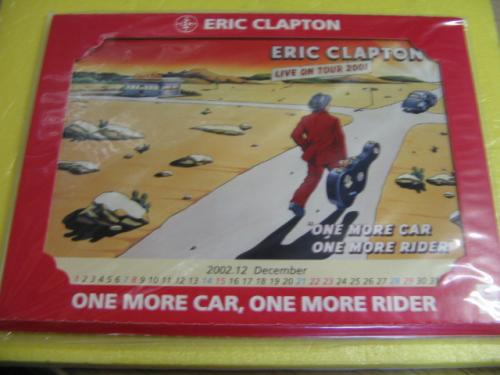 ERIC CLAPTON
ERIC CLAPTON
LIVE ON TOUR 2001
"ONE MORE CAR
ONE MORE RIDER"
2002.12 December
1 2 3 4 5 6 7 8 9 10 11 12 13 14 15 16 17 18 19 20 21 22 23 24 25 26 27 28 29 30 31
ONE MORE CAR, ONE MORE RIDER